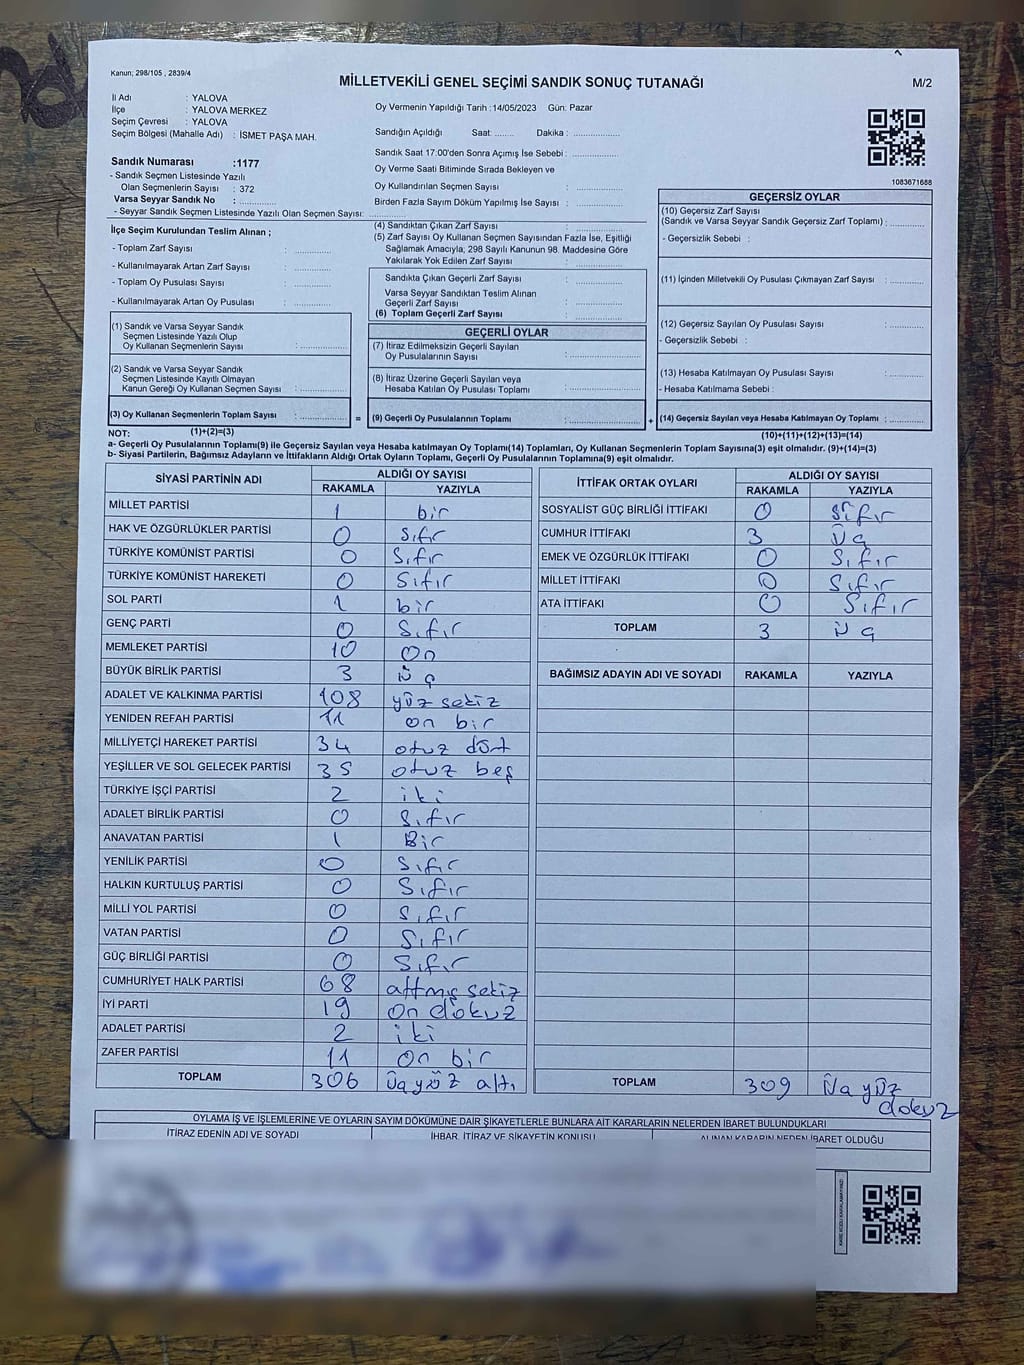 Kanun; 298/105 , 2839/4
MİLLETVEKİLİ GENEL SEÇİMİ SANDIK SONUÇ TUTANAĞI
M/2
İl Adı : YALOVA
İlçe : YALOVA MERKEZ
Seçim Çevresi : YALOVA
Seçim Bölgesi (Mahalle Adı) : İSMET PAŞA MAH.
Oy Vermenin Yapıldığı Tarih :14/05/2023 Gün: Pazar
Sandığın Açıldığı Saat: ....... Dakika : ..................
Sandık Saat 17:00'den Sonra Açımış İse Sebebi : ..................
Oy Verme Saati Bitiminde Sırada Bekleyen ve
Oy Kullandırılan Seçmen Sayısı : ..................
Birden Fazla Sayım Döküm Yapılmış İse Sayısı : ..................
1083671688
Sandık Numarası :1177
- Sandık Seçmen Listesinde Yazılı
Olan Seçmenlerin Sayısı : 372
Varsa Seyyar Sandık No : ..............
- Seyyar Sandık Seçmen Listesinde Yazılı Olan Seçmen Sayısı: ..............
İlçe Seçim Kurulundan Teslim Alınan ;
- Toplam Zarf Sayısı : ..............
- Kullanılmayarak Artan Zarf Sayısı : ..............
- Toplam Oy Pusulası Sayısı : ..............
- Kullanılmayarak Artan Oy Pusulası : ..............
(1) Sandık ve Varsa Seyyar Sandık
Seçmen Listesinde Yazılı Olup
Oy Kullanan Seçmenlerin Sayısı : ..............
(2) Sandık ve Varsa Seyyar Sandık
Seçmen Listesinde Kayıtlı Olmayan
Kanun Gereği Oy Kullanan Seçmen Sayısı : ..............
(3) Oy Kullanan Seçmenlerin Toplam Sayısı : .............. =
(1)+(2)=(3)
(4) Sandıktan Çıkan Zarf Sayısı : ..............
(5) Zarf Sayısı Oy Kullanan Seçmen Sayısından Fazla İse, Eşitliği
Sağlamak Amacıyla; 298 Sayılı Kanunun 98. Maddesine Göre
Yakılarak Yok Edilen Zarf Sayısı : ..............
Sandıkta Çıkan Geçerli Zarf Sayısı : ..............
Varsa Seyyar Sandıktan Teslim Alınan
Geçerli Zarf Sayısı : ..............
(6) Toplam Geçerli Zarf Sayısı : ..............
GEÇERLİ OYLAR
(7) İtiraz Edilmeksizin Geçerli Sayılan
Oy Pusulalarının Sayısı : ..............
(8) İtiraz Üzerine Geçerli Sayılan veya
Hesaba Katılan Oy Pusulası Toplamı : ..............
(9) Geçerli Oy Pusulalarının Toplamı : .............. +
GEÇERSİZ OYLAR
(10) Geçersiz Zarf Sayısı
(Sandık ve Varsa Seyyar Sandık Geçersiz Zarf Toplamı) : ..............
- Geçersizlik Sebebi :
(11) İçinden Milletvekili Oy Pusulası Çıkmayan Zarf Sayısı : ..............
(12) Geçersiz Sayılan Oy Pusulası Sayısı : ..............
- Geçersizlik Sebebi :
(13) Hesaba Katılmayan Oy Pusulası Sayısı : ..............
- Hesaba Katılmama Sebebi :
(14) Geçersiz Sayılan veya Hesaba Katılmayan Oy Toplamı : ..............
(10)+(11)+(12)+(13)=(14)
NOT:
a- Geçerli Oy Pusulalarının Toplamı(9) ile Geçersiz Sayılan veya Hesaba katılmayan Oy Toplamı(14) Toplamları, Oy Kullanan Seçmenlerin Toplam Sayısına(3) eşit olmalıdır. (9)+(14)=(3)
b- Siyasi Partilerin, Bağımsız Adayların ve İttifakların Aldığı Ortak Oyların Toplamı, Geçerli Oy Pusulalarının Toplamına(9) eşit olmalıdır.
SİYASİ PARTİNİN ADI ALDIĞI OY SAYISI
RAKAMLA YAZIYLA
MİLLET PARTİSİ 1 bir
HAK VE ÖZGÜRLÜKLER PARTİSİ 0 Sıfır
TÜRKİYE KOMÜNİST PARTİSİ 0 Sıfır
TÜRKİYE KOMÜNİST HAREKETİ 0 Sıfır
SOL PARTİ 1 bir
GENÇ PARTİ 0 Sıfır
MEMLEKET PARTİSİ 10 On
BÜYÜK BİRLİK PARTİSİ 3 üç
ADALET VE KALKINMA PARTİSİ 108 yüz sekiz
YENİDEN REFAH PARTİSİ 11 on bir
MİLLİYETÇİ HAREKET PARTİSİ 34 otuz dört
YEŞİLLER VE SOL GELECEK PARTİSİ 35 otuz beş
TÜRKİYE İŞÇİ PARTİSİ 2 iki
ADALET BİRLİK PARTİSİ 0 Sıfır
ANAVATAN PARTİSİ 1 Bir
YENİLİK PARTİSİ 0 Sıfır
HALKIN KURTULUŞ PARTİSİ 0 Sıfır
MİLLİ YOL PARTİSİ 0 Sıfır
VATAN PARTİSİ 0 Sıfır
GÜÇ BİRLİĞİ PARTİSİ 0 Sıfır
CUMHURİYET HALK PARTİSİ 68 altmış sekiz
İYİ PARTİ 19 On dokuz
ADALET PARTİSİ 2 iki
ZAFER PARTİSİ 11 On bir
TOPLAM 306 üçyüz altı
İTTİFAK ORTAK OYLARI ALDIĞI OY SAYISI
RAKAMLA YAZIYLA
SOSYALİST GÜÇ BİRLİĞİ İTTİFAKI 0 Sıfır
CUMHUR İTTİFAKI 3 Üç
EMEK VE ÖZGÜRLÜK İTTİFAKI 0 Sıfır
MİLLET İTTİFAKI 0 Sıfır
ATA İTTİFAKI 0 Sıfır
TOPLAM 3 üç
BAĞIMSIZ ADAYIN ADI VE SOYADI RAKAMLA YAZIYLA
TOPLAM 309 Üç yüz
dokuz
OYLAMA İŞ VE İŞLEMLERİNE VE OYLARIN SAYIM DÖKÜMÜNE DAİR ŞİKAYETLERLE BUNLARA AİT KARARLARIN NELERDEN İBARET BULUNDUKLARI
İTİRAZ EDENİN ADI VE SOYADI İHBAR, İTİRAZ VE ŞİKAYETİN KONUSU ALINAN KARARIN NEDEN İBARET OLDUĞU